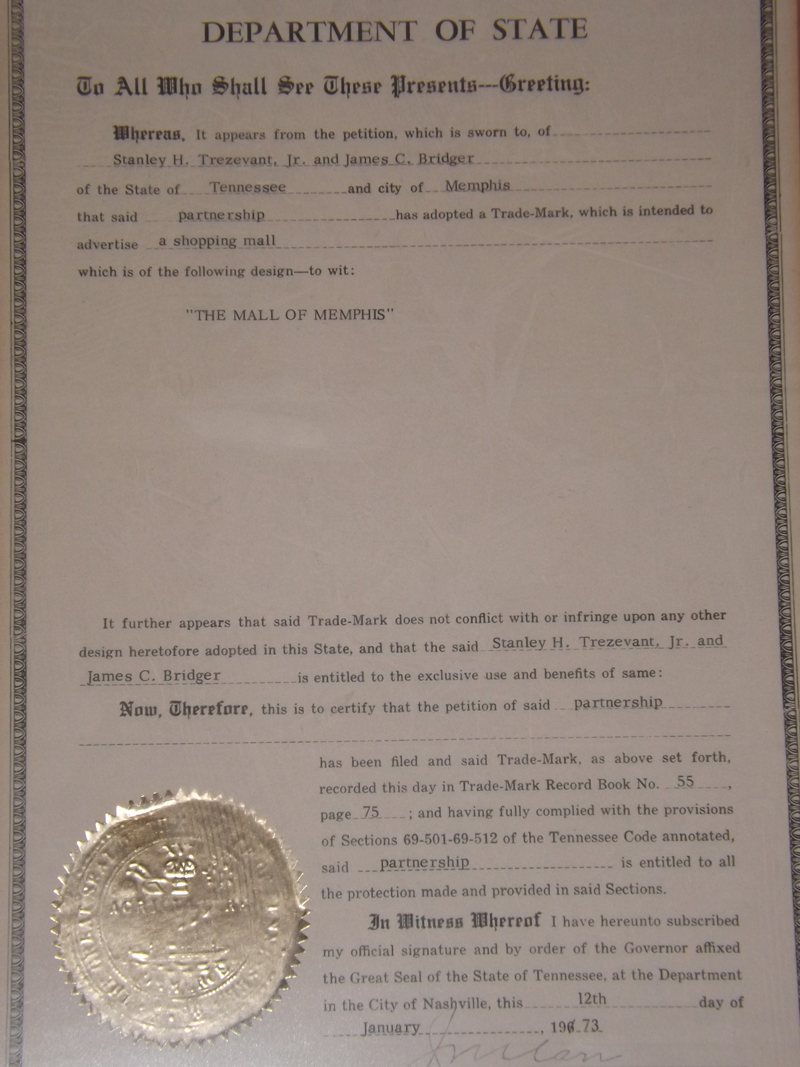 DEPARTMENT OF STATE
To All Who Shall See These Presents---Greeting:
Whereas, It appears from the petition, which is sworn to, of
Stanley H. Trezevant, Jr. and James C. Bridger
of the State of Tennessee and city of Memphis
that said partnership has adopted a Trade-Mark, which is intended to
advertise a shopping mall
which is of the following design—to wit:
"THE MALL OF MEMPHIS"
It further appears that said Trade-Mark does not conflict with or infringe upon any other
design heretofore adopted in this State, and that the said Stanley H. Trezevant, Jr. and
James C. Bridger is entitled to the exclusive use and benefits of same:
Now, Therefore, this is to certify that the petition of said partnership
has been filed and said Trade-Mark, as above set forth,
recorded this day in Trade-Mark Record Book No. 55,
page 75; and having fully complied with the provisions
of Sections 69-501-69-512 of the Tennessee Code annotated,
said partnership is entitled to all
the protection made and provided in said Sections.
In Witness Whereof I have hereunto subscribed
my official signature and by order of the Governor affixed
the Great Seal of the State of Tennessee, at the Department
in the City of Nashville, this 12th day of
January, 1973
THE GREAT SEAL
AGRICULTURE